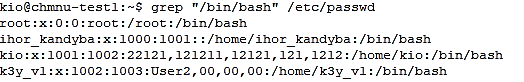 kio@chmnu-test1:~$ grep "/bin/bash" /etc/passwd
root:x:0:0:root:/root:/bin/bash
ihor_kandyba:x:1000:1001::/home/ihor_kandyba:/bin/bash
kio:x:1001:1002:22121,121211,12121,121,1212:/home/kio:/bin/bash
k3y_vl:x:1002:1003:User2,00,00,00:/home/k3y_vl:/bin/bash